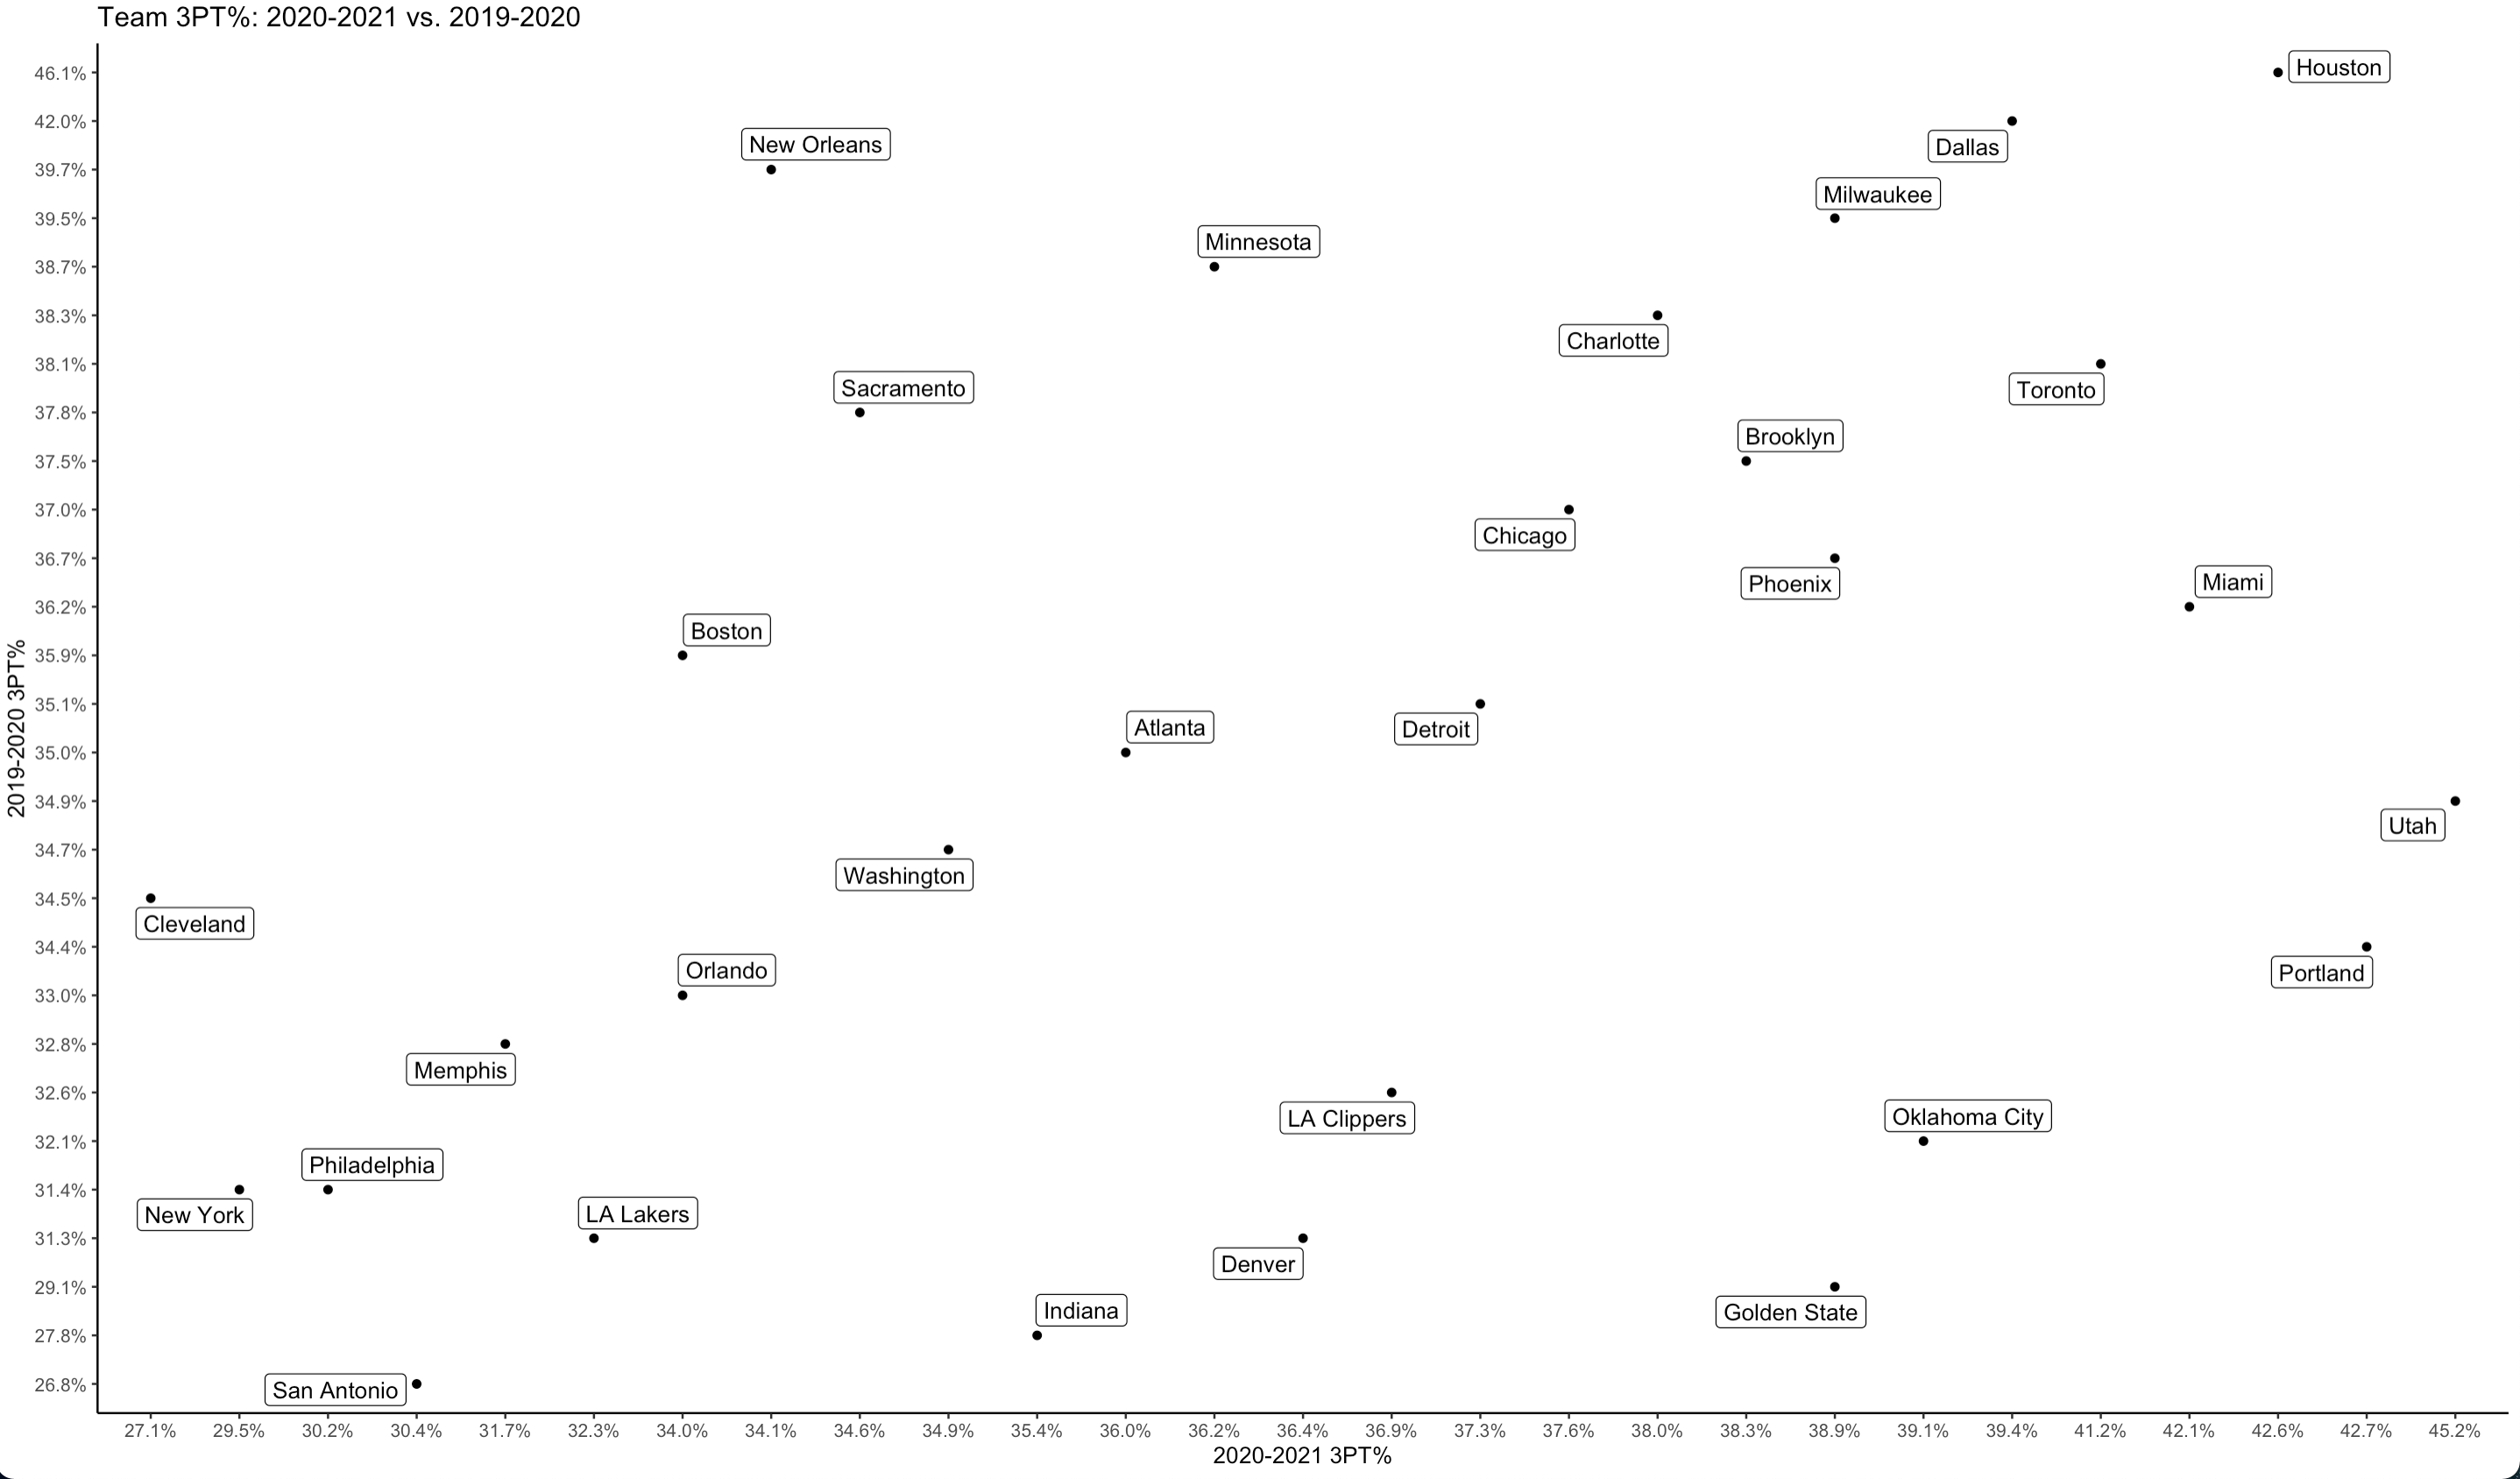 Team 3PT%: 2020-2021 vs. 2019-2020
46.1%
Houston
42.0%
Dallas
New Orleans
39.7%
Milwaukee
39.5%
Minnesota
38.7%
38.3%
Charlotte
38.1%
Toronto
Sacramento
37.8%
Brooklyn
37.5%
37.0%
Chicago
36.7%
Phoenix
Miami
36.2%
Boston
35.9%
35.1%
Detroit
Atlanta
35.0%
34.9%
Utah
34.7%
Washington
34.5%
Cleveland
34.4%
Portland
Orlando
33.0%
32.8%
Memphis
32.6%
LA Clippers
Oklahoma City
32.1%
Philadelphia
31.4%
New York
LA Lakers
31.3%
Denver
29.1%
Golden State
Indiana
27.8%
26.8%
San Antonio
2019-2020 3PT%
27.1% 29.5% 30.2% 30.4% 31.7% 32.3% 34.0% 34.1% 34.6% 34.9% 35.4% 36.0% 36.2% 36.4% 36.9% 37.3% 37.6% 38.0% 38.3% 38.9% 39.1% 39.4% 41.2% 42.1% 42.6% 42.7% 45.2%
2020-2021 3PT%